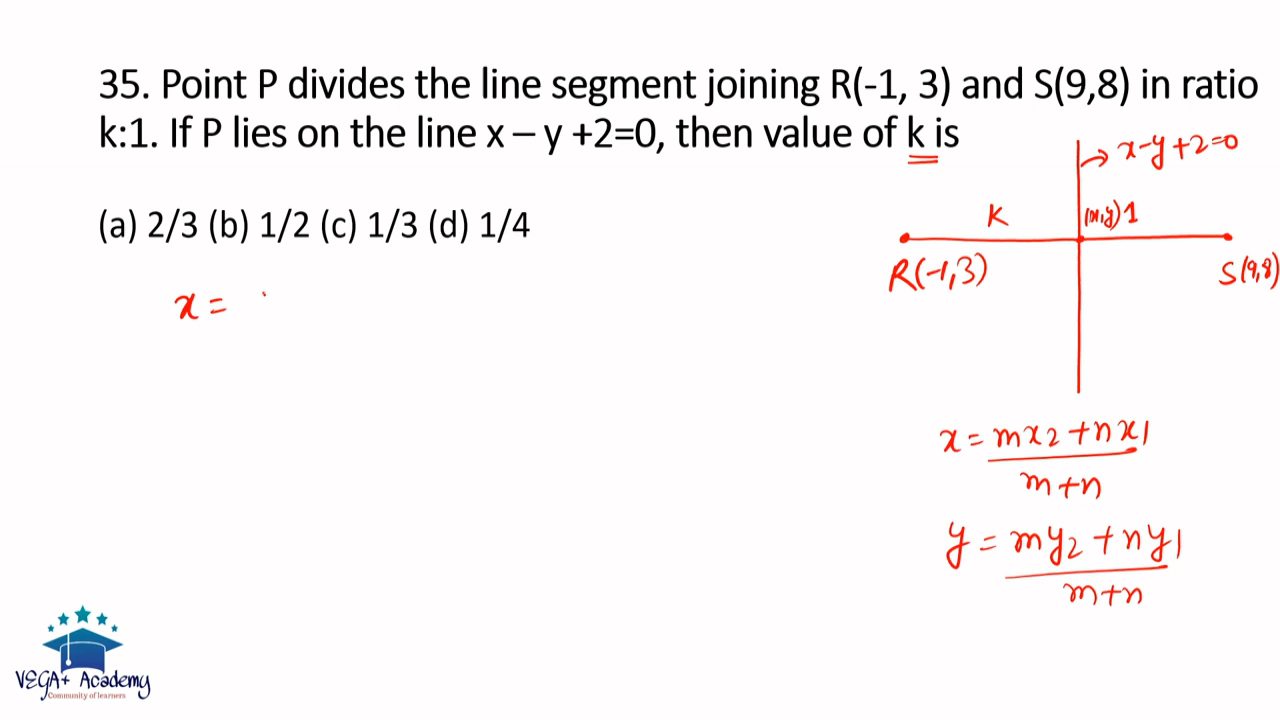 35. Point P divides the line segment joining R(-1, 3) and S(9,8) in ratio
k:1. If P lies on the line x – y +2=0, then value of k is
(a) 2/3 (b) 1/2 (c) 1/3 (d) 1/4
→ x-y+2=0
K
(x,y) 1
R(-1,3)
S(9,8)
x =
x = mx2 + nx1
m+n
y = my2 + ny1
m+n
VEGA+ Academy
Community of learners